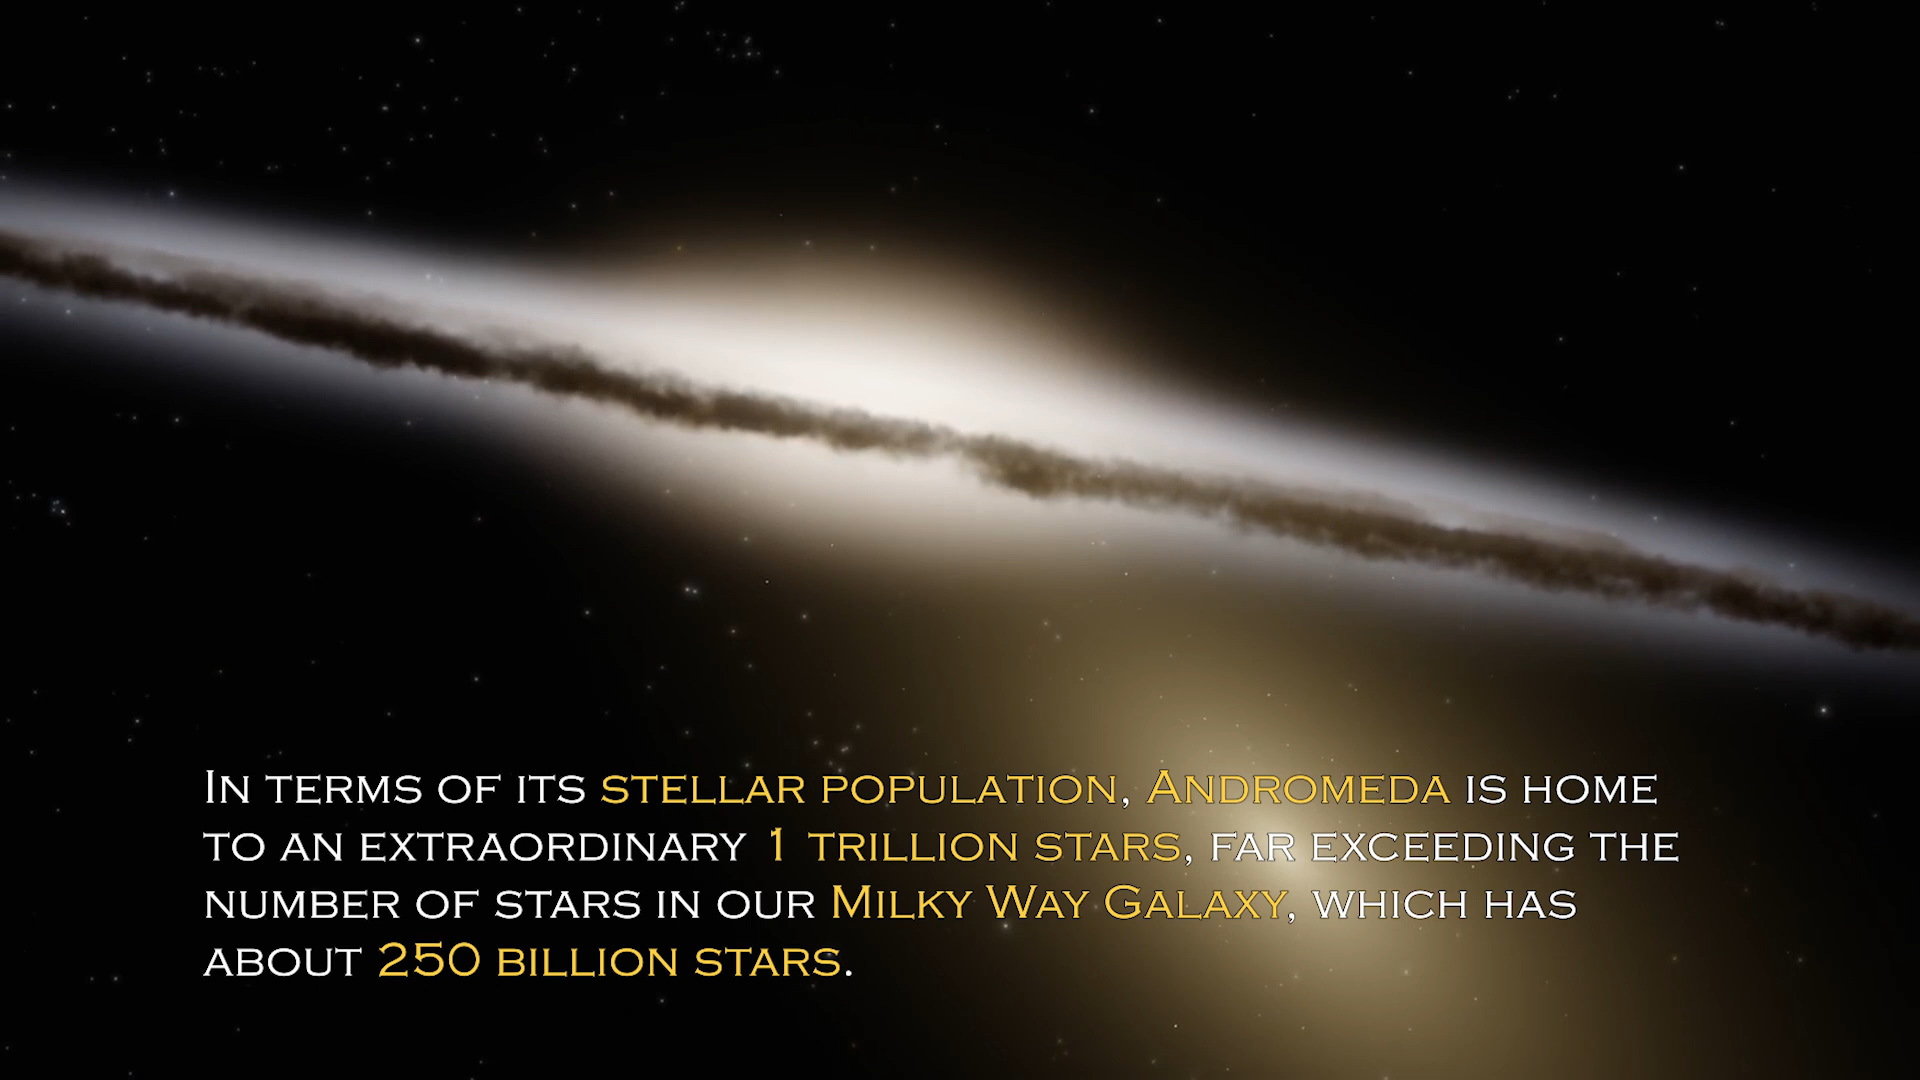 In terms of its stellar population, Andromeda is home
to an extraordinary 1 trillion stars, far exceeding the
number of stars in our Milky Way Galaxy, which has
about 250 billion stars.